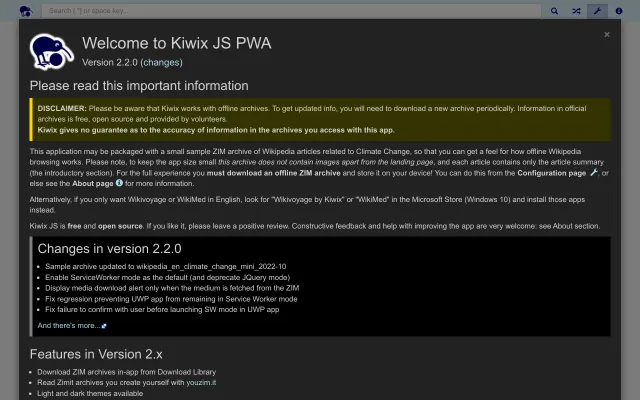 Search [ *] or space key...
×
Welcome to Kiwix JS PWA
Version 2.2.0 (changes)
Please read this important information
DISCLAIMER: Please be aware that Kiwix works with offline archives. To get updated info, you will need to download a new archive periodically. Information in official
archives is free, open source and provided by volunteers.
Kiwix gives no guarantee as to the accuracy of information in the archives you access with this app.
This application may be packaged with a small sample ZIM archive of Wikipedia articles related to Climate Change, so that you can get a feel for how offline Wikipedia
browsing works. Please note, to keep the app size small this archive does not contain images apart from the landing page, and each article contains only the article summary
(the introductory section). For the full experience you must download an offline ZIM archive and store it on your device! You can do this from the Configuration page , or
else see the About page for more information.
Alternatively, if you only want Wikivoyage or WikiMed in English, look for "Wikivoyage by Kiwix" or "WikiMed" in the Microsoft Store (Windows 10) and install those apps
instead.
Kiwix JS is free and open source. If you like it, please leave a positive review. Constructive feedback and help with improving the app are very welcome: see About section.
Changes in version 2.2.0
Sample archive updated to wikipedia_en_climate_change_mini_2022-10
Enable ServiceWorker mode as the default (and deprecate JQuery mode)
Display media download alert only when the medium is fetched from the ZIM
Fix regression preventing UWP app from remaining in Service Worker mode
Fix failure to confirm with user before launching SW mode in UWP app
And there's more...
Features in Version 2.x
Download ZIM archives in-app from Download Library
Read Zimit archives you create yourself with youzim.it
Light and dark themes available